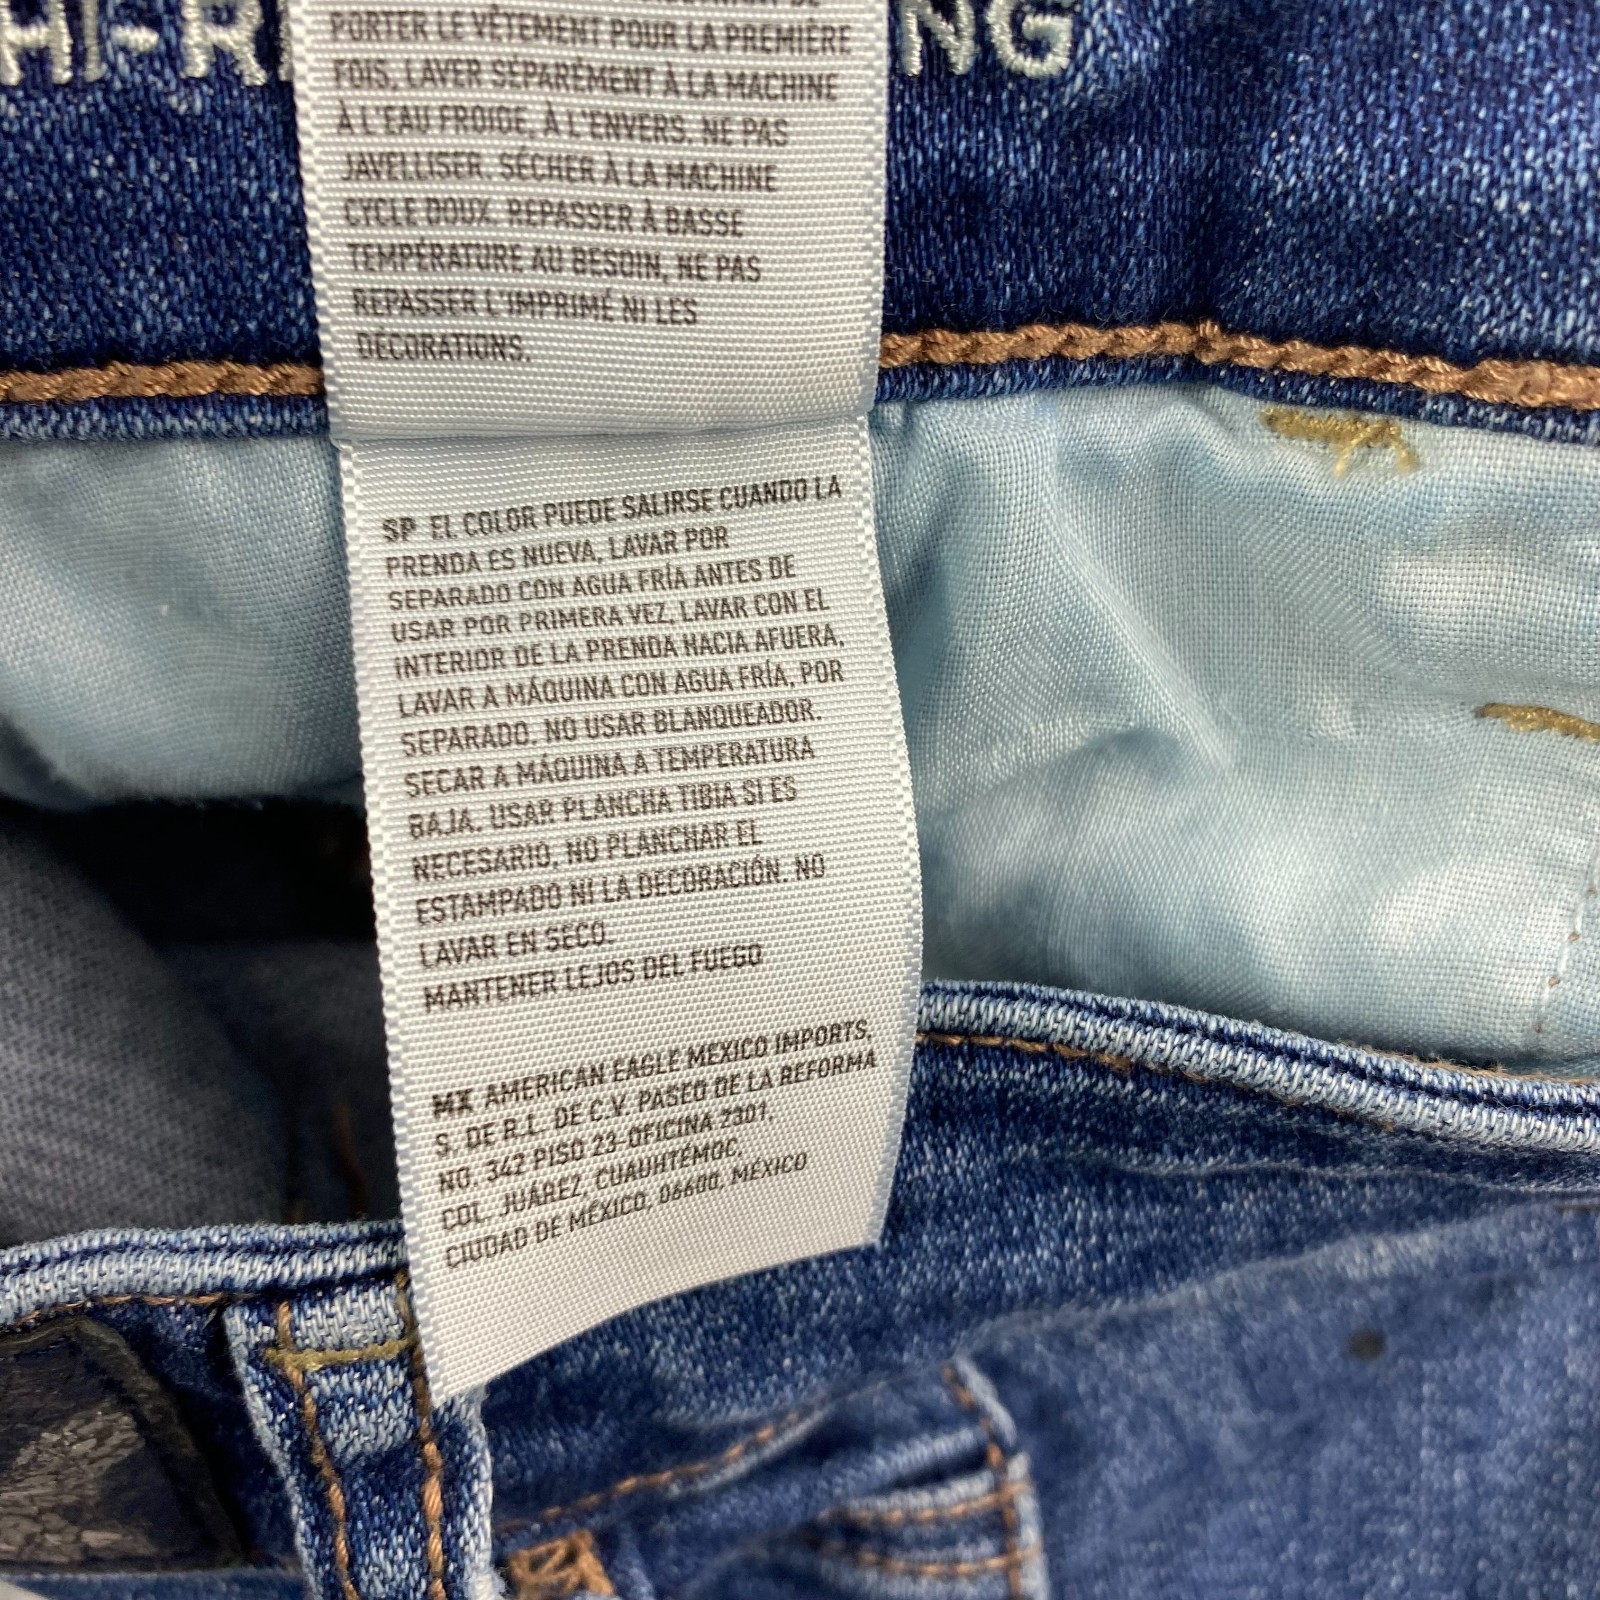 HI-R
NG
PORTER LE VÊTEMENT POUR LA PREMIÈRE
FOIS, LAVER SÉPARÉMENT À LA MACHINE
À L'EAU FROIDE, À L'ENVERS. NE PAS
JAVELLISER. SÉCHER À LA MACHINE
CYCLE DOUX. REPASSER À BASSE
TEMPÉRATURE AU BESOIN, NE PAS
REPASSER L'IMPRIMÉ NI LES
DÉCORATIONS.
SP EL COLOR PUEDE SALIRSE CUANDO LA
PRENDA ES NUEVA, LAVAR POR
SEPARADO CON AGUA FRÍA ANTES DE
USAR POR PRIMERA VEZ, LAVAR CON EL
INTERIOR DE LA PRENDA HACIA AFUERA,
LAVAR A MÁQUINA CON AGUA FRÍA, POR
SEPARADO. NO USAR BLANQUEADOR.
SECAR A MÁQUINA A TEMPERATURA
BAJA. USAR PLANCHA TIBIA SI ES
NECESARIO, NO PLANCHAR EL
ESTAMPADO NI LA DECORACIÓN. NO
LAVAR EN SECO.
MANTENER LEJOS DEL FUEGO
MX AMERICAN EAGLE MEXICO IMPORTS,
S. DE R.L. DE C.V. PASEO DE LA REFORMA
NO. 342 PISO 23-OFICINA 2301,
COL. JUÁREZ, CUAUHTÉMOC,
CIUDAD DE MÉXICO, 06600, MÉXICO